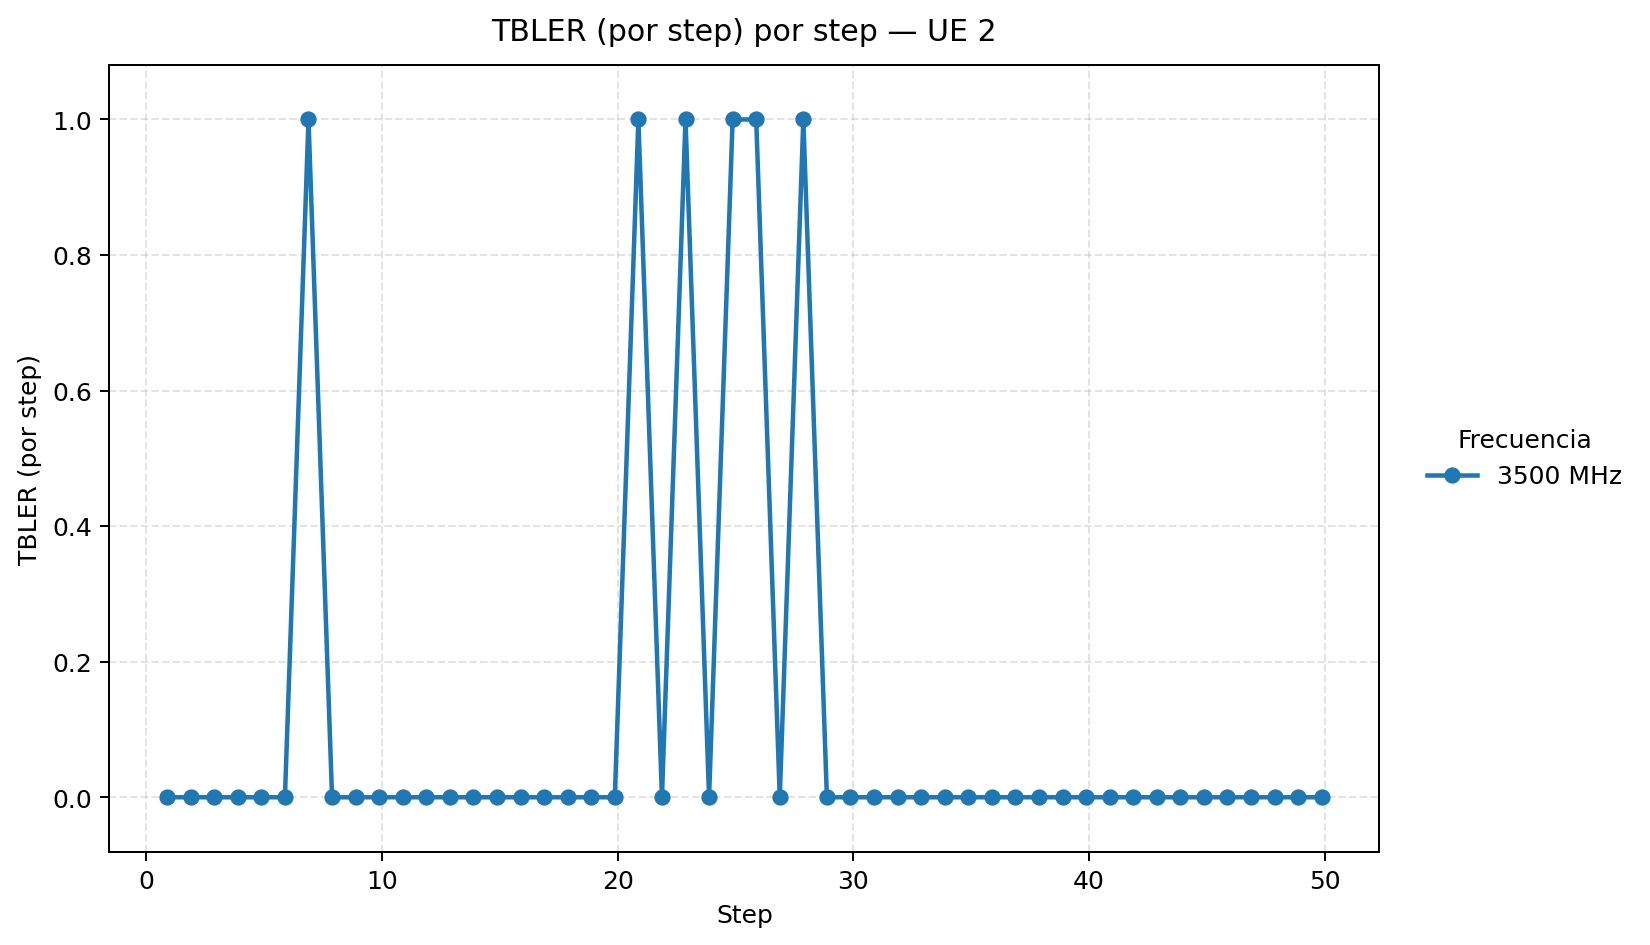 TBLER (por step) por step — UE 2
TBLER (por step)
1.0
0.8
0.6
0.4
0.2
0.0
0 10 20 30 40 50
Step
Frecuencia
3500 MHz